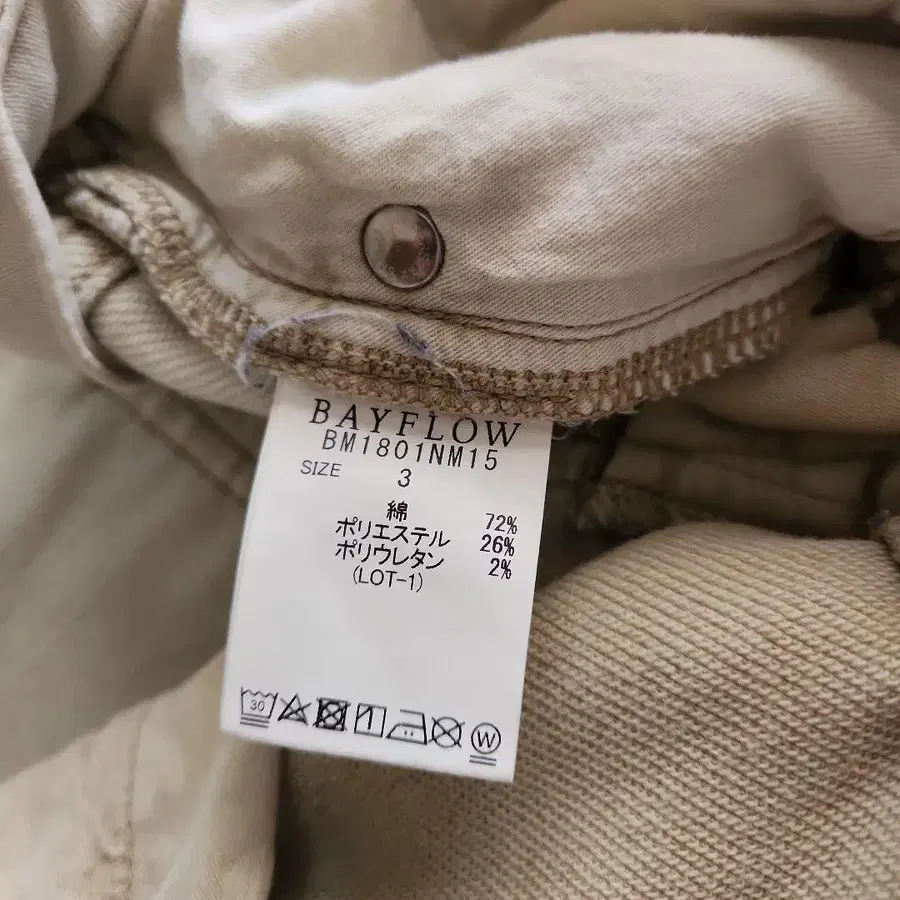 BAYFLOW
BM1801NM15
SIZE 3
綿 72%
ポリエステル 26%
ポリウレタン 2%
(LOT-1)
30
W